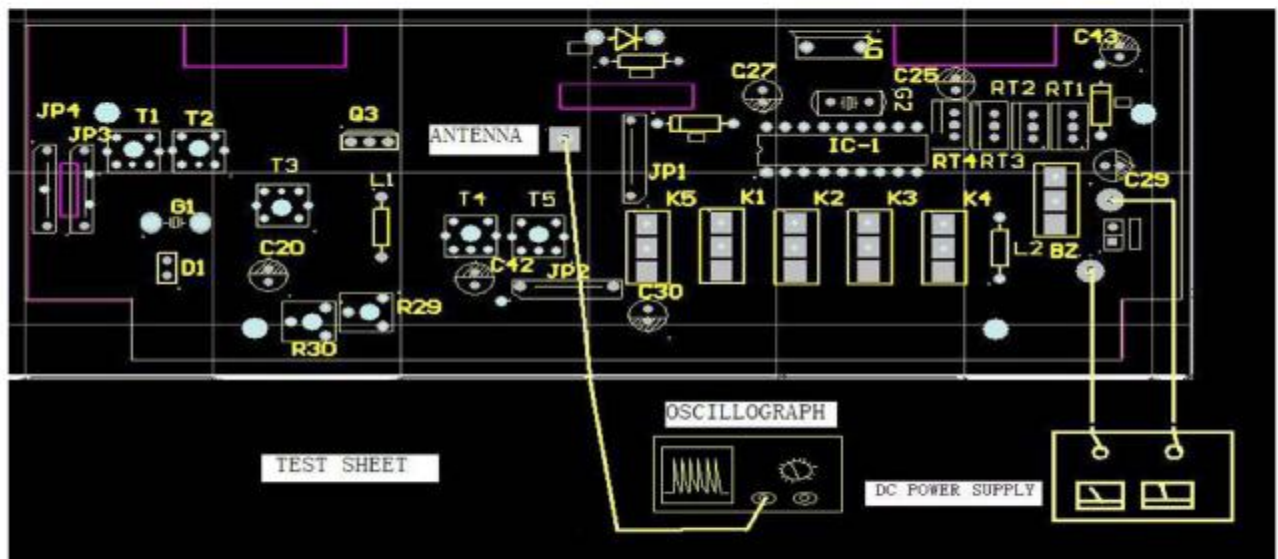 C43
C27
C25
G2
RT2
RT1
JP4
JP3
T1
T2
Q3
ANTENNA
IC-1
RT4
RT3
JP1
C29
T3
L1
T4
T5
K5
K1
K2
K3
K4
C20
D1
C42
JP2
L2
BZ
C30
R29
R30
OSCILLOGRAPH
TEST SHEET
DC POWER SUPPLY